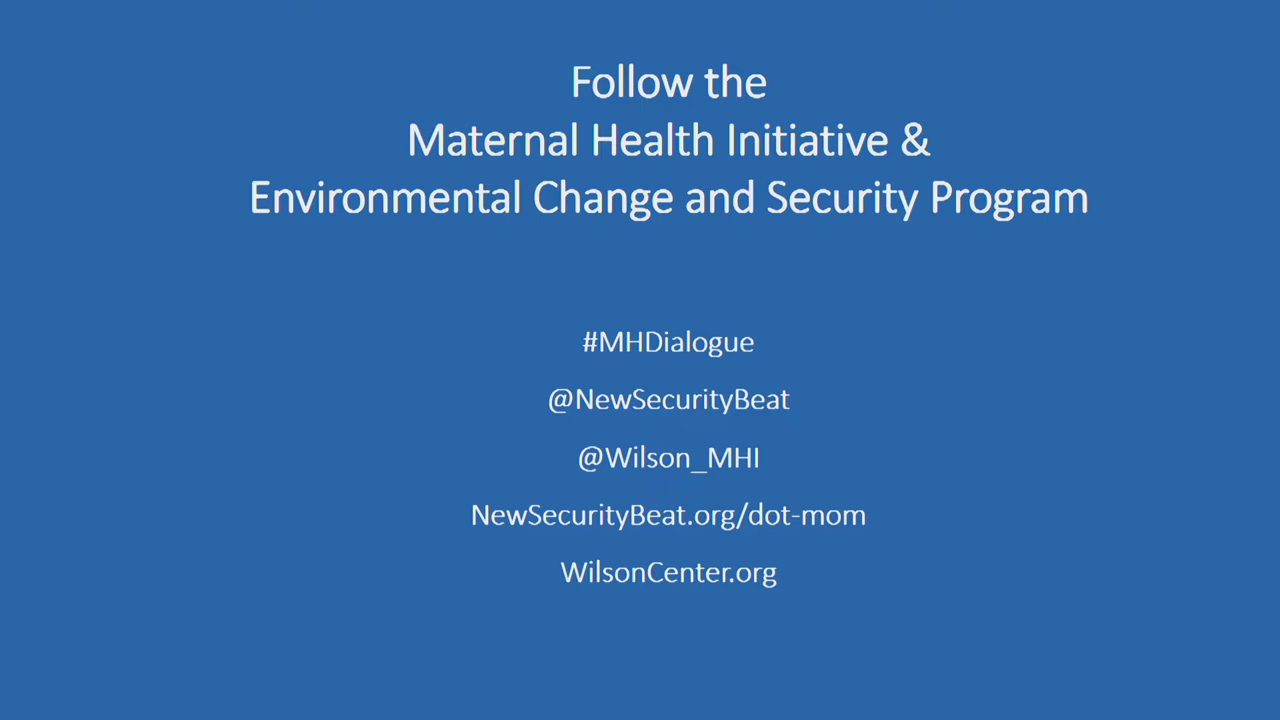 Follow the
Maternal Health Initiative &
Environmental Change and Security Program
#MHDialogue
@NewSecurityBeat
@Wilson_MHI
NewSecurityBeat.org/dot-mom
WilsonCenter.org